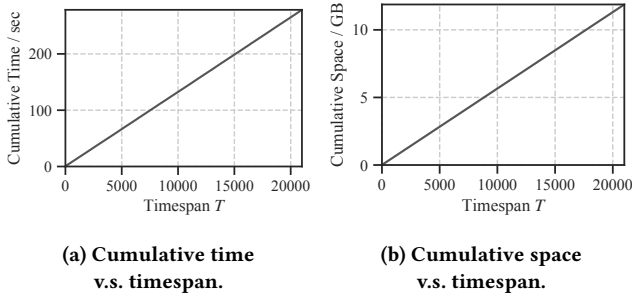 Cumulative Time / sec
200
100
0
0 5000 10000 15000 20000
Timespan T
(a) Cumulative time
v.s. timespan.
Cumulative Space / GB
10
5
0
0 5000 10000 15000 20000
Timespan T
(b) Cumulative space
v.s. timespan.